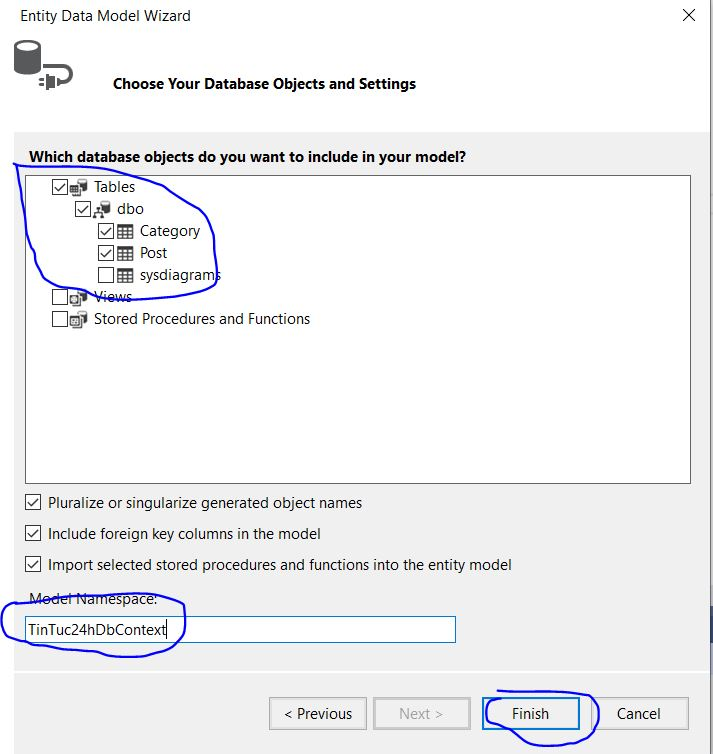 Entity Data Model Wizard
Choose Your Database Objects and Settings
Which database objects do you want to include in your model?
Tables
dbo
Category
Post
sysdiagrams
Views
Stored Procedures and Functions
Pluralize or singularize generated object names
Include foreign key columns in the model
Import selected stored procedures and functions into the entity model
Model Namespace:
TinTuc24hDbContext
< Previous Next > Finish Cancel